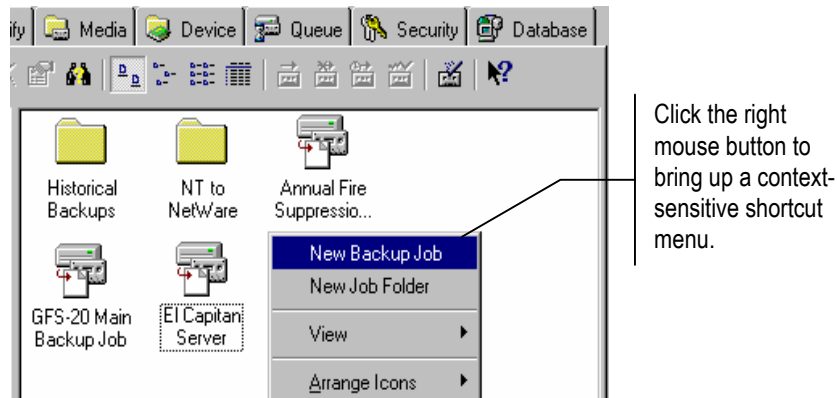 ify Media Device Queue Security Database
Historical Backups
NT to NetWare
Annual Fire Suppressio...
GFS-20 Main Backup Job
El Capitan Server
New Backup Job
New Job Folder
View
Arrange Icons
Click the right
mouse button to
bring up a context-
sensitive shortcut
menu.